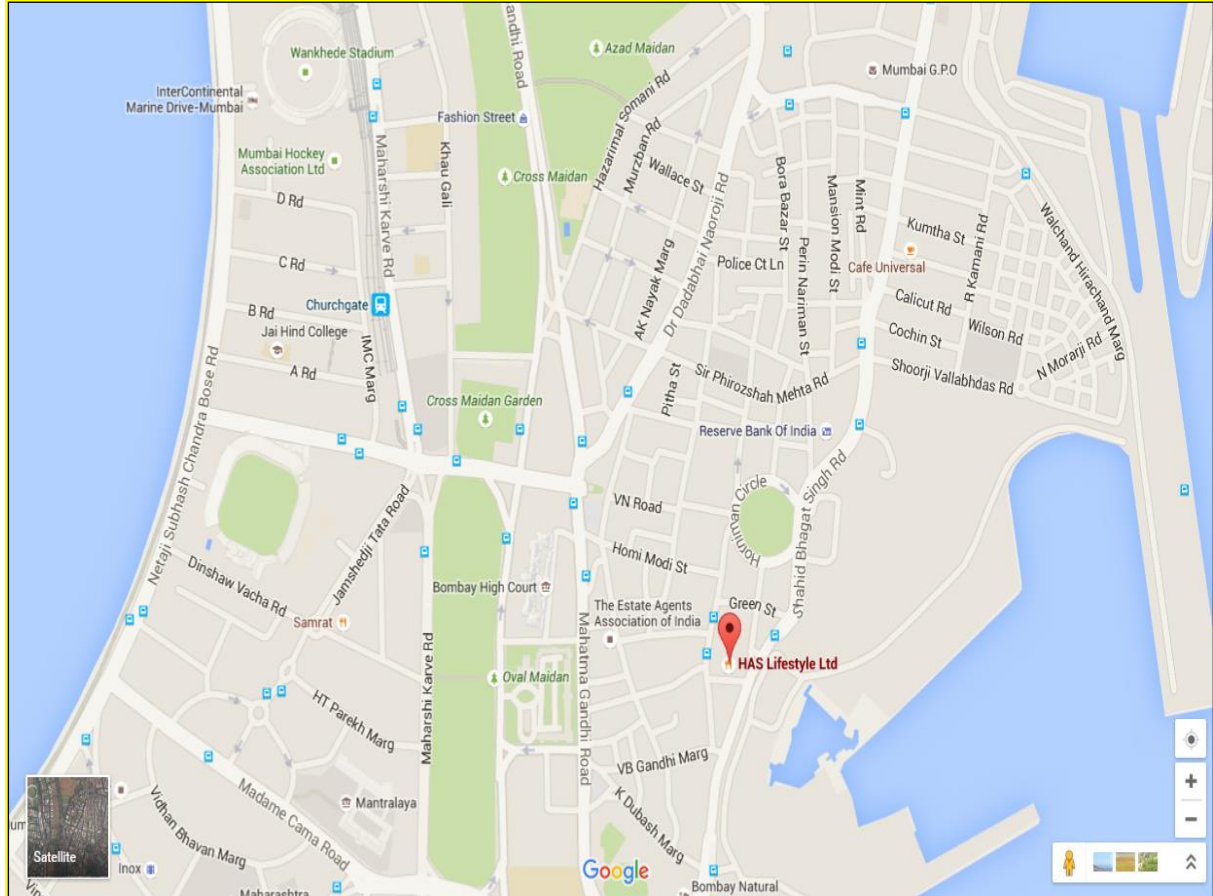 andhi Road
Azad Maidan
Wankhede Stadium
Mumbai G.P.O
InterContinental
Marine Drive-Mumbai
Fashion Street
Hazarimal Somani Rd
Murzban Rd
Maharshi Karve Rd
Khau Gali
Mumbai Hockey
Association Ltd
Cross Maidan
Wallace St
Bora Bazar St
Mansion Modi St
Mint Rd
D Rd
Dr Dadabhai Naoroji Rd
Kumtha St
R Kamani Rd
Walchand Hirachand Marg
C Rd
AK Nayak Marg
Police Ct Ln
Perin Nariman St
Cafe Universal
Churchgate
B Rd
Calicut Rd
Jai Hind College
IMC Marg
Cochin St
Wilson Rd
N Morarji Rd
A Rd
Pitha St
Sir Phirozshah Mehta Rd
Shoorji Vallabhdas Rd
Netaji Subhash Chandra Bose Rd
Cross Maidan Garden
Reserve Bank Of India
Jamshedji Tata Road
VN Road
Horniman Circle
Shahid Bhagat Singh Rd
Dinshaw Vacha Rd
Homi Modi St
Bombay High Court
Green St
The Estate Agents
Association of India
Samrat
Maharshi Karve Rd
Mahatma Gandhi Road
HAS Lifestyle Ltd
Oval Maidan
HT Parekh Marg
VB Gandhi Marg
Mantralaya
K Dubash Marg
Vidhan Bhavan Marg
Madame Cama Road
Satellite
Inox
Google
Bombay Natural
Maharashtra